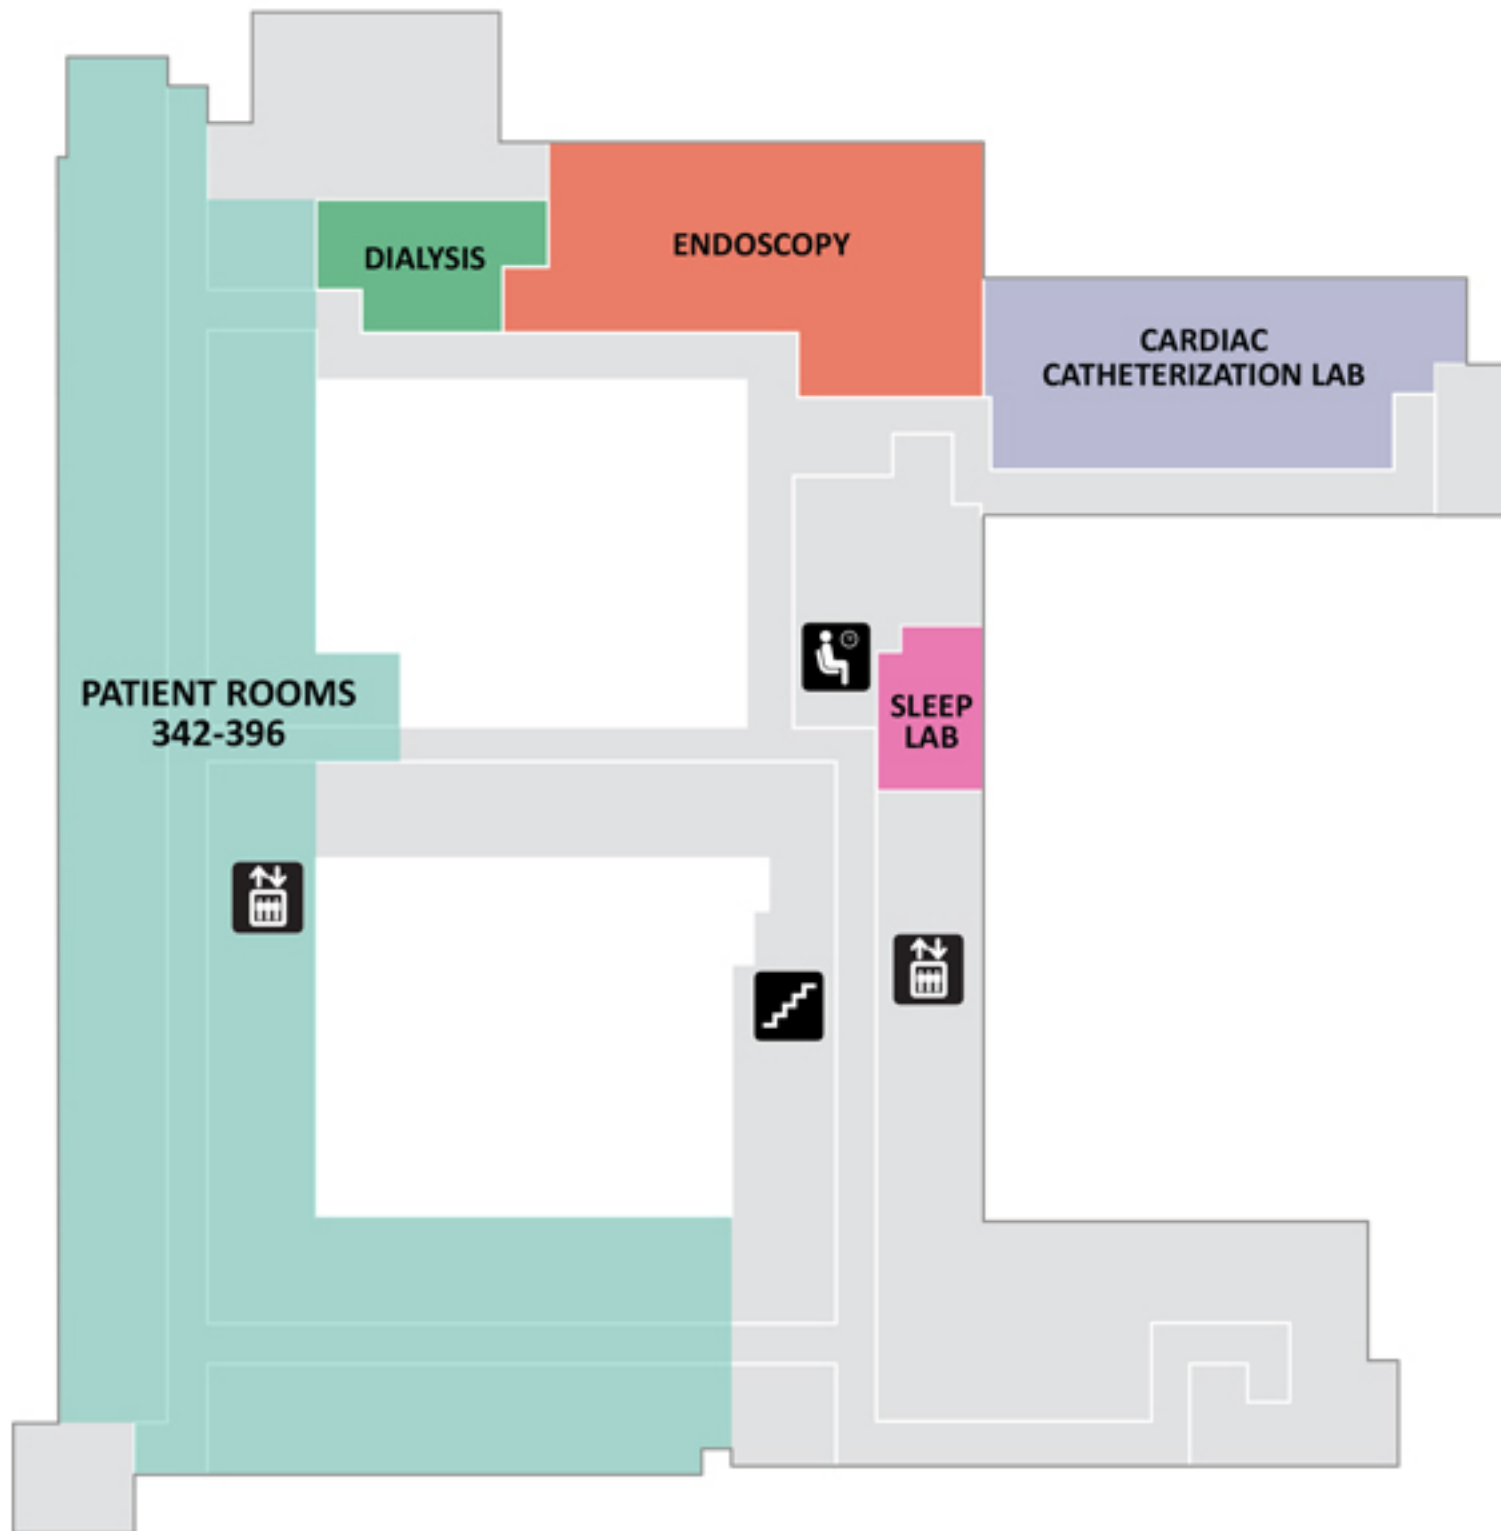 ENDOSCOPY
DIALYSIS
CARDIAC
CATHETERIZATION LAB
PATIENT ROOMS
342-396
SLEEP
LAB